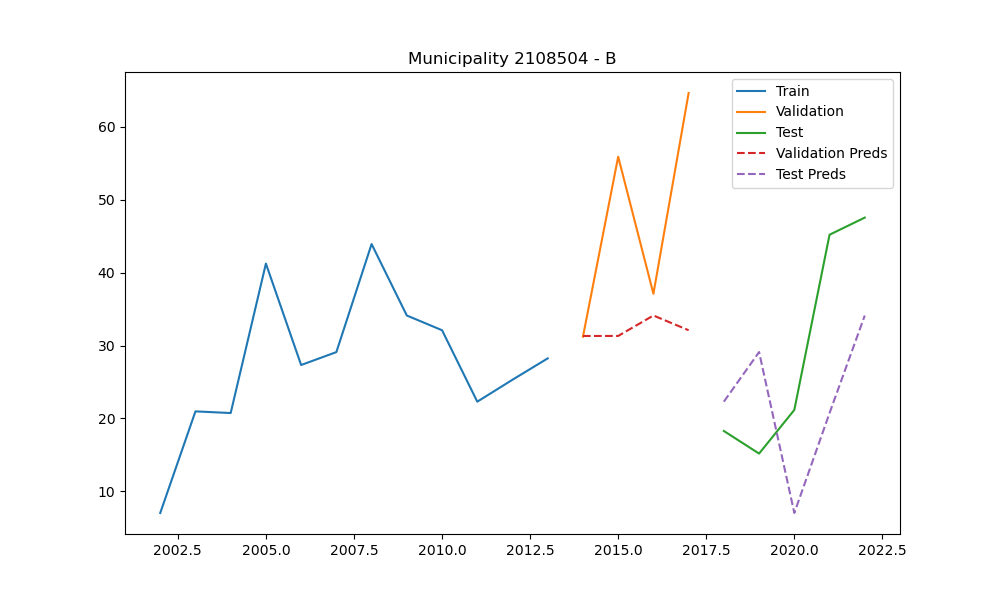 Municipality 2108504 - B
Train
Validation
Test
Validation Preds
Test Preds
60
50
40
30
20
10
2002.5 2005.0 2007.5 2010.0 2012.5 2015.0 2017.5 2020.0 2022.5